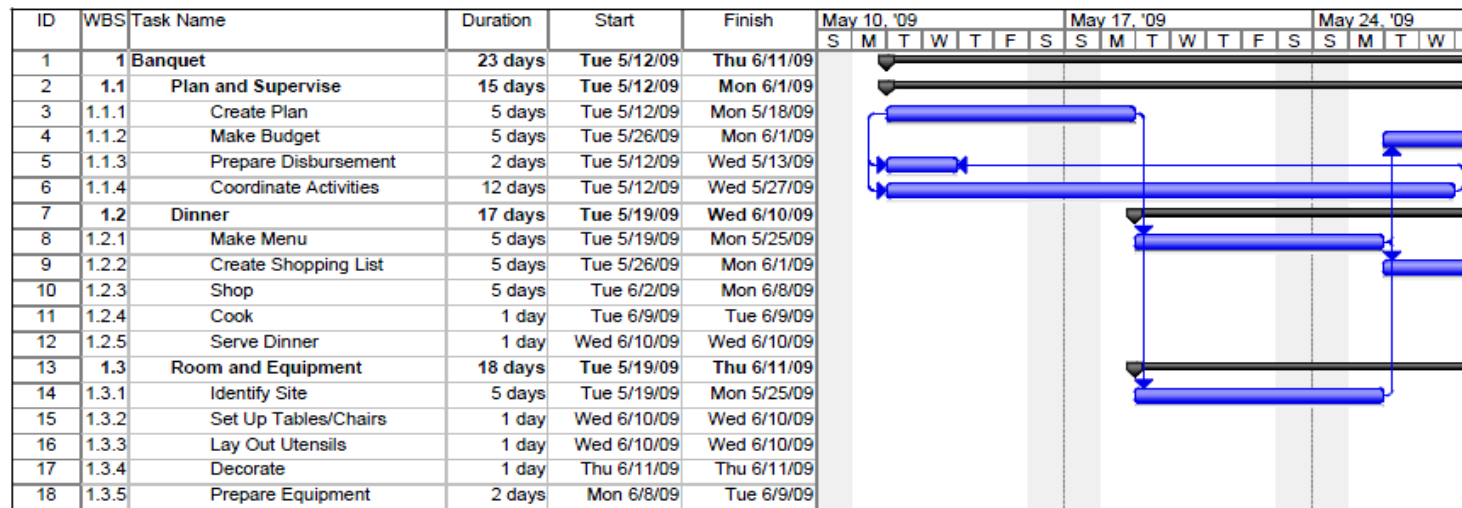 ID WBS Task Name Duration Start Finish May 10, '09 May 17, '09 May 24, '09
S M T W T F S S M T W T F S S M T W
1 1 Banquet 23 days Tue 5/12/09 Thu 6/11/09
2 1.1 Plan and Supervise 15 days Tue 5/12/09 Mon 6/1/09
3 1.1.1 Create Plan 5 days Tue 5/12/09 Mon 5/18/09
4 1.1.2 Make Budget 5 days Tue 5/26/09 Mon 6/1/09
5 1.1.3 Prepare Disbursement 2 days Tue 5/12/09 Wed 5/13/09
6 1.1.4 Coordinate Activities 12 days Tue 5/12/09 Wed 5/27/09
7 1.2 Dinner 17 days Tue 5/19/09 Wed 6/10/09
8 1.2.1 Make Menu 5 days Tue 5/19/09 Mon 5/25/09
9 1.2.2 Create Shopping List 5 days Tue 5/26/09 Mon 6/1/09
10 1.2.3 Shop 5 days Tue 6/2/09 Mon 6/8/09
11 1.2.4 Cook 1 day Tue 6/9/09 Tue 6/9/09
12 1.2.5 Serve Dinner 1 day Wed 6/10/09 Wed 6/10/09
13 1.3 Room and Equipment 18 days Tue 5/19/09 Thu 6/11/09
14 1.3.1 Identify Site 5 days Tue 5/19/09 Mon 5/25/09
15 1.3.2 Set Up Tables/Chairs 1 day Wed 6/10/09 Wed 6/10/09
16 1.3.3 Lay Out Utensils 1 day Wed 6/10/09 Wed 6/10/09
17 1.3.4 Decorate 1 day Thu 6/11/09 Thu 6/11/09
18 1.3.5 Prepare Equipment 2 days Mon 6/8/09 Tue 6/9/09